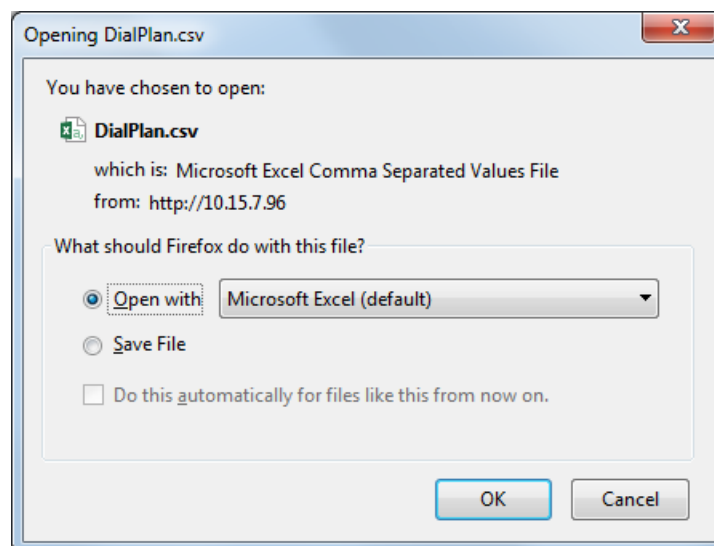 Opening DialPlan.csv
You have chosen to open:
DialPlan.csv
which is: Microsoft Excel Comma Separated Values File
from: http://10.15.7.96
What should Firefox do with this file?
Open with Microsoft Excel (default)
Save File
Do this automatically for files like this from now on.
OK Cancel